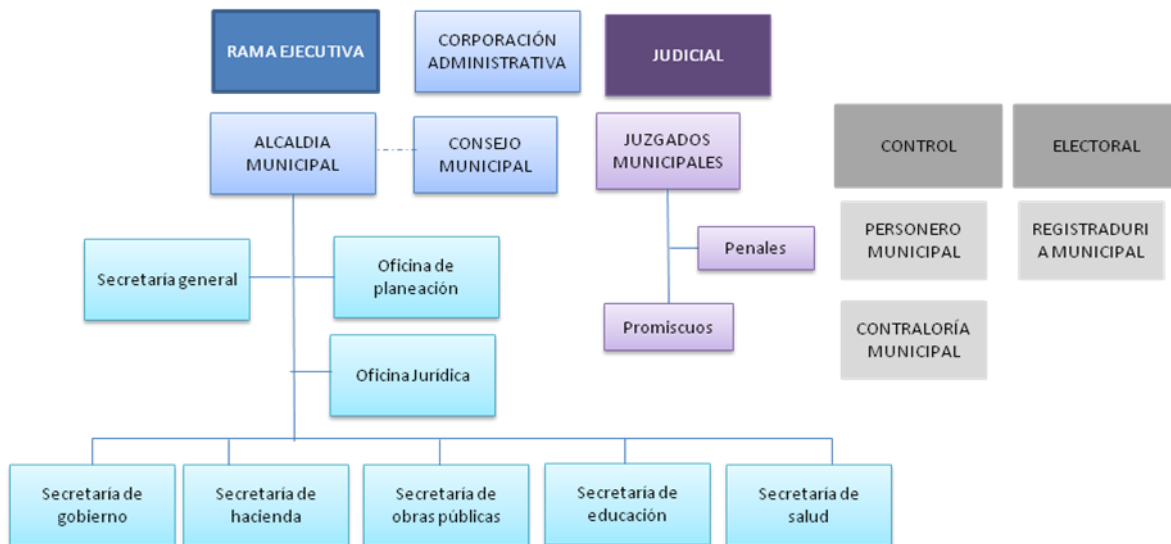 RAMA EJECUTIVA
CORPORACIÓN
ADMINISTRATIVA
JUDICIAL
ALCALDIA
MUNICIPAL
CONSEJO
MUNICIPAL
JUZGADOS
MUNICIPALES
CONTROL
ELECTORAL
PERSONERO
MUNICIPAL
REGISTRADURI
A MUNICIPAL
Penales
Secretaría general
Oficina de
planeación
Promiscuos
CONTRALORÍA
MUNICIPAL
Oficina Jurídica
Secretaría de
gobierno
Secretaría de
hacienda
Secretaría de
obras públicas
Secretaría de
educación
Secretaría de
salud